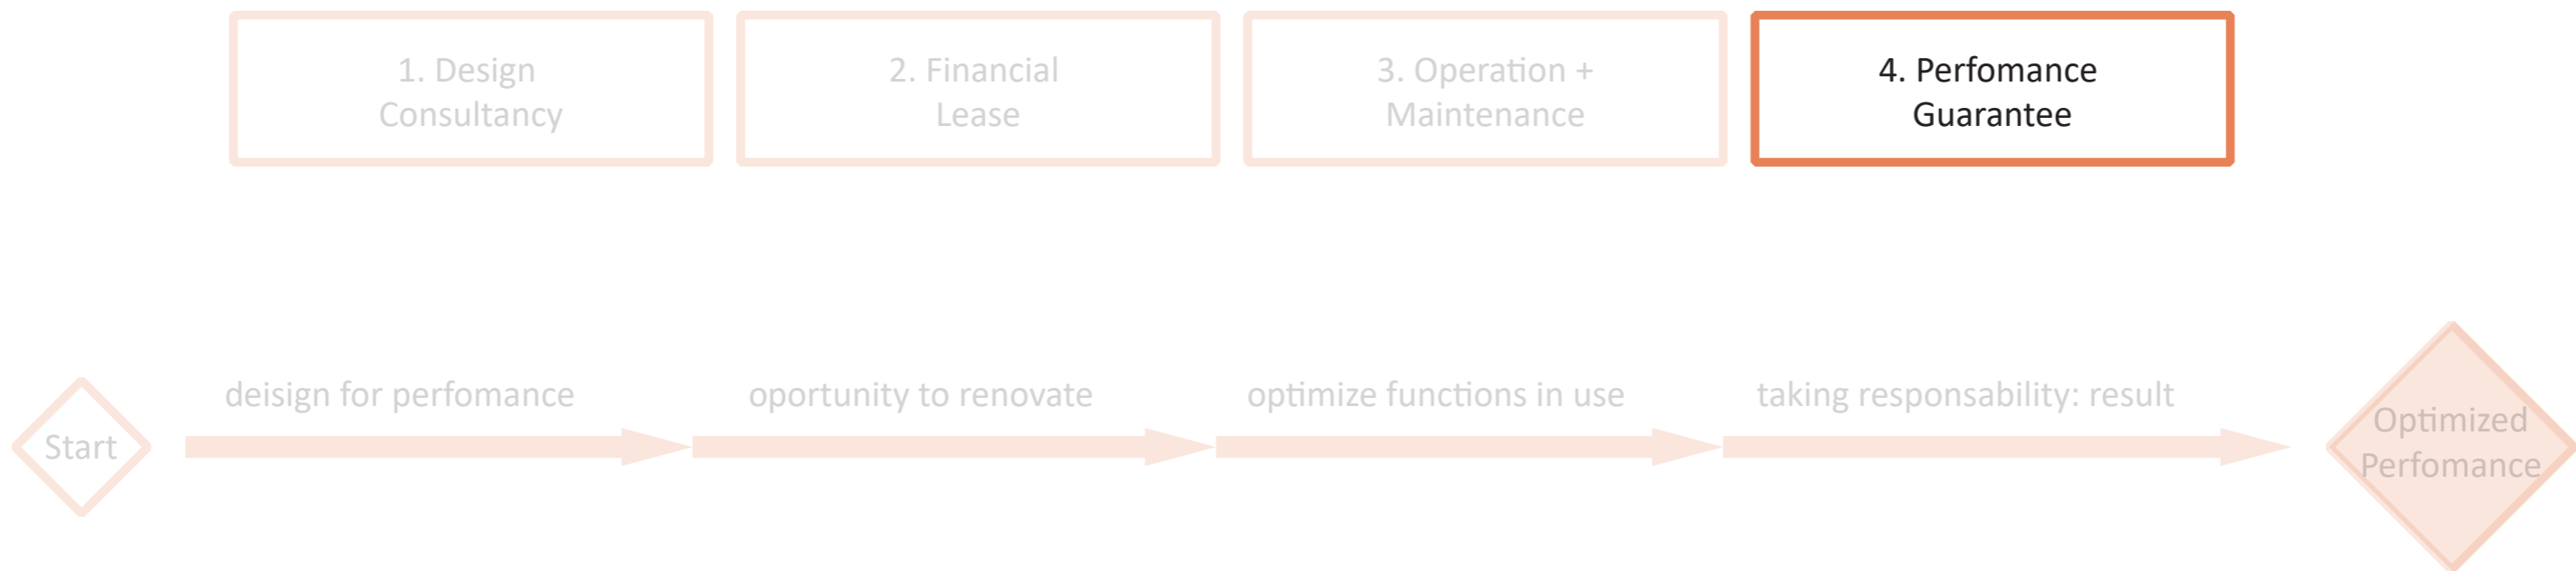 1. Design
Consultancy
2. Financial
Lease
3. Operation +
Maintenance
4. Perfomance
Guarantee
Start
deisign for perfomance
oportunity to renovate
optimize functions in use
taking responsability: result
Optimized
Perfomance